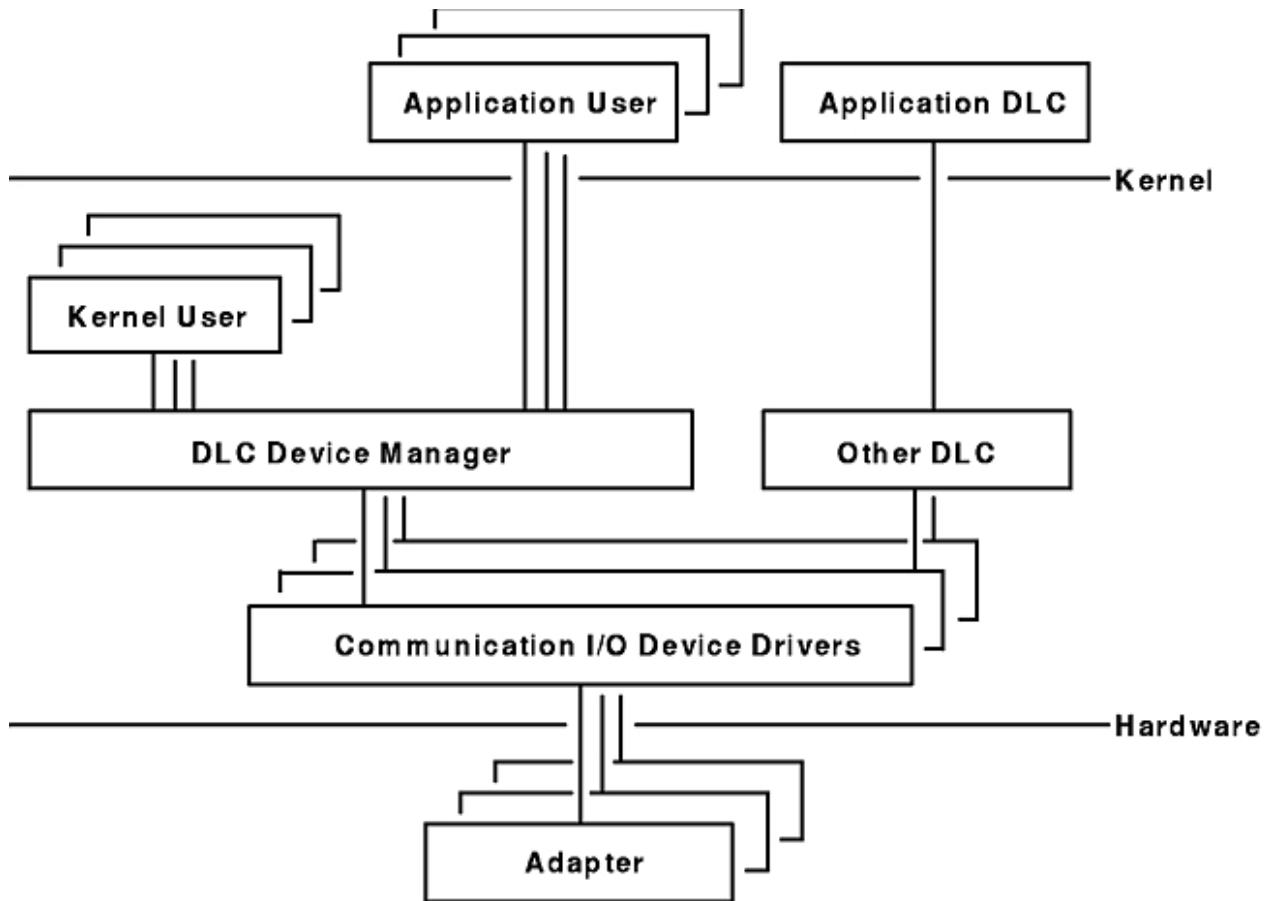 Application User
Application DLC
Kernel
Kernel User
DLC Device Manager
Other DLC
Communication I/O Device Drivers
Hardware
Adapter